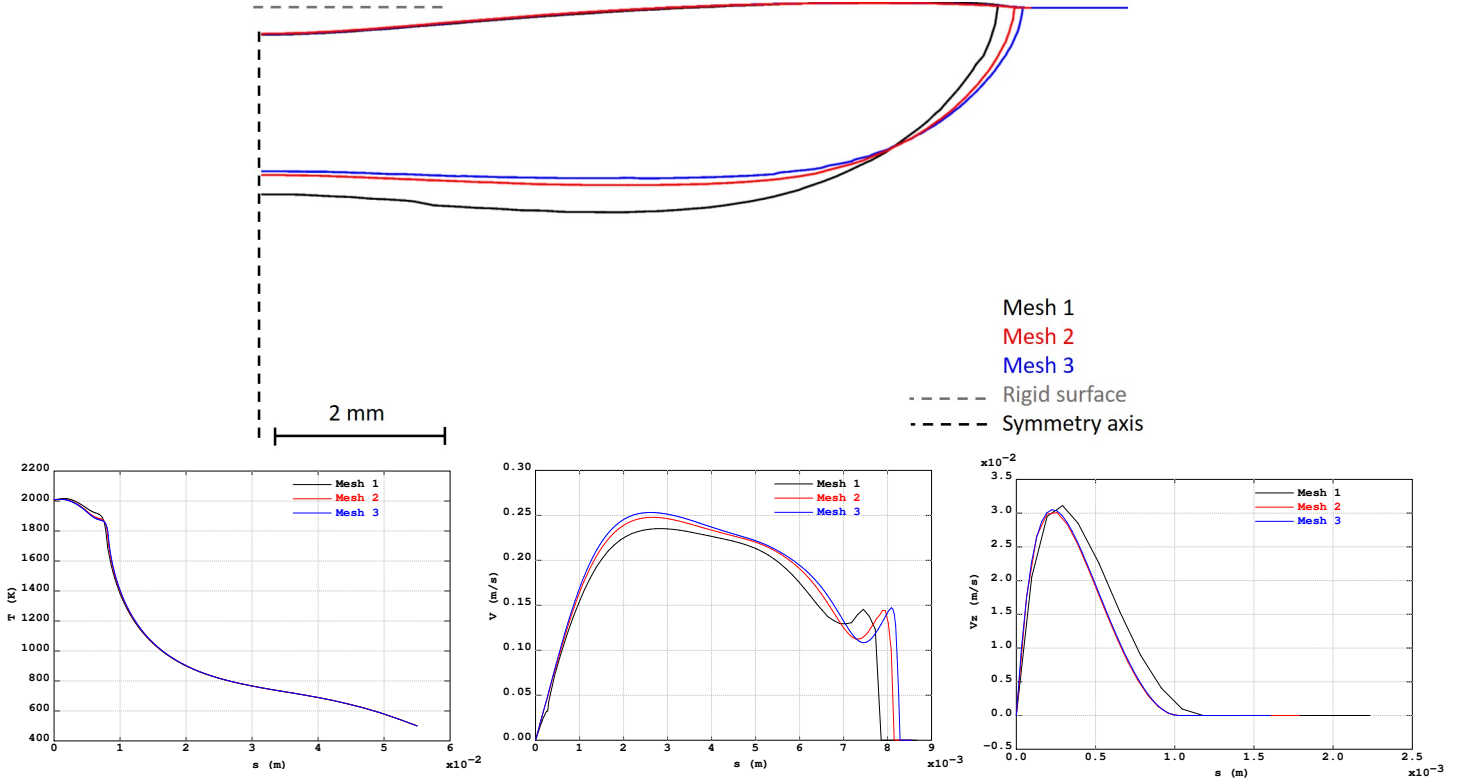 Mesh 1
Mesh 2
Mesh 3
Rigid surface
Symmetry axis
2 mm
2200
2000
1800
1600
1400
1200
1000
800
600
400
T (K)
0 1 2 3 4 5 6
s (m)
x10⁻²
Mesh 1
Mesh 2
Mesh 3
0.30
0.25
0.20
0.15
0.10
0.05
0.00
V (m/s)
0 1 2 3 4 5 6 7 8 9
s (m)
x10⁻³
Mesh 1
Mesh 2
Mesh 3
x10⁻²
3.5
3.0
2.5
2.0
1.5
1.0
0.5
0.0
-0.5
Vz (m/s)
0.0 0.5 1.0 1.5 2.0 2.5
s (m)
x10⁻³
Mesh 1
Mesh 2
Mesh 3